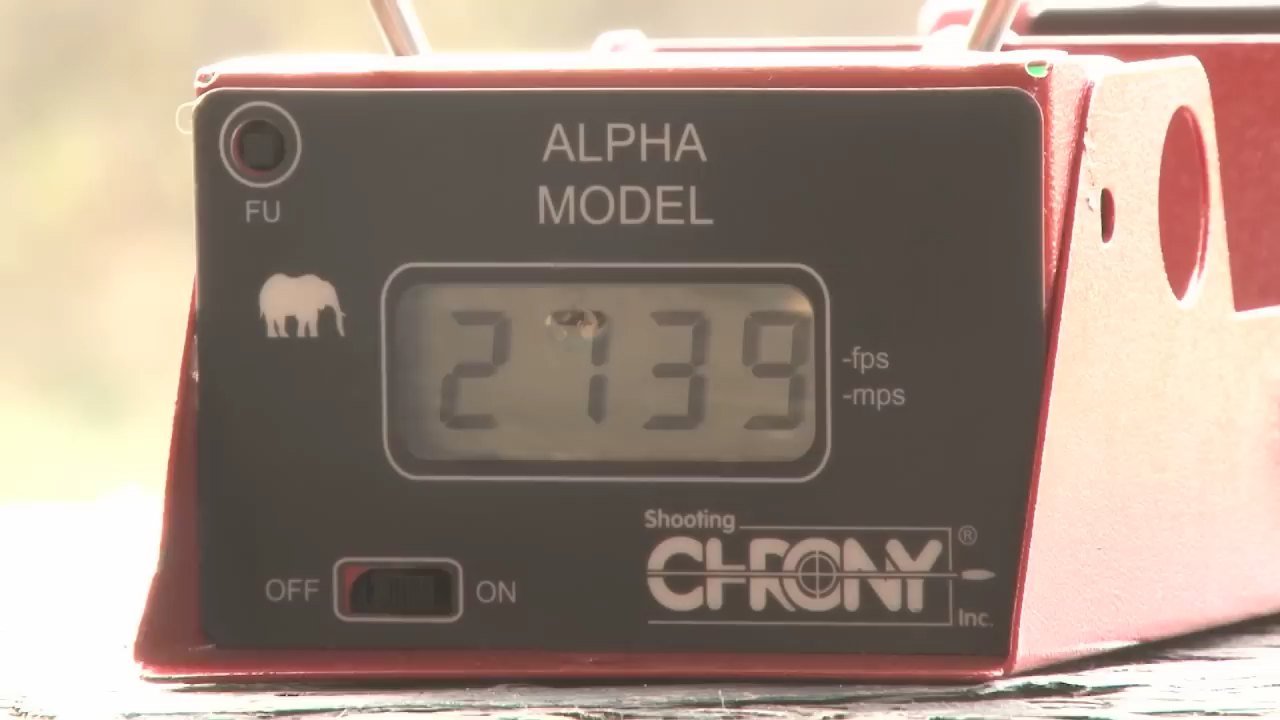 ALPHA
MODEL
FU
2739
-fps
-mps
Shooting
CHRONY®
Inc.
OFF ON